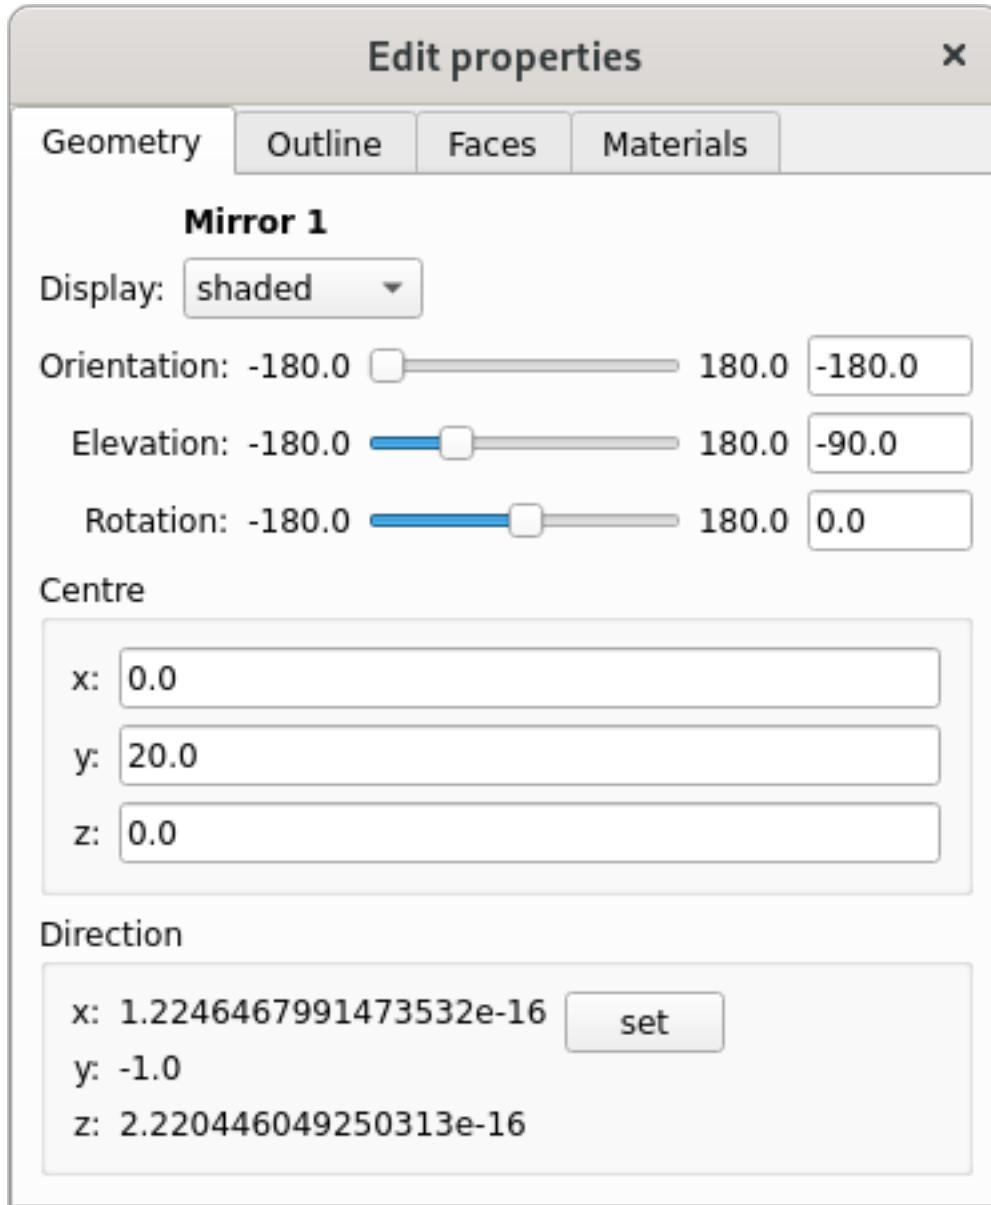 Edit properties ×
Geometry Outline Faces Materials
Mirror 1
Display: shaded
Orientation: -180.0 180.0 -180.0
Elevation: -180.0 180.0 -90.0
Rotation: -180.0 180.0 0.0
Centre
x: 0.0
y: 20.0
z: 0.0
Direction
x: 1.2246467991473532e-16 set
y: -1.0
z: 2.220446049250313e-16